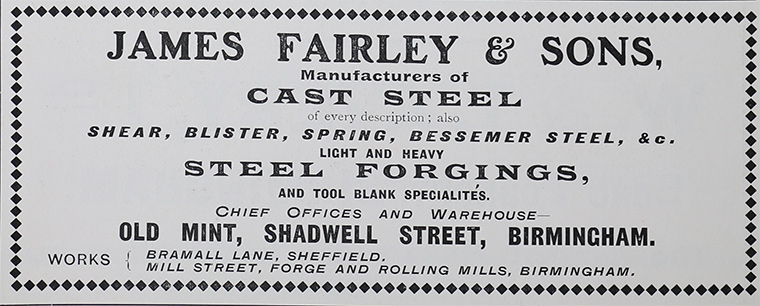 JAMES FAIRLEY & SONS,
Manufacturers of
CAST STEEL
of every description; also
SHEAR, BLISTER, SPRING, BESSEMER STEEL, &c.
LIGHT AND HEAVY
STEEL FORGINGS,
AND TOOL BLANK SPECIALITÉS.
CHIEF OFFICES AND WAREHOUSE—
OLD MINT, SHADWELL STREET, BIRMINGHAM.
WORKS { BRAMALL LANE, SHEFFIELD.
MILL STREET, FORGE AND ROLLING MILLS, BIRMINGHAM.